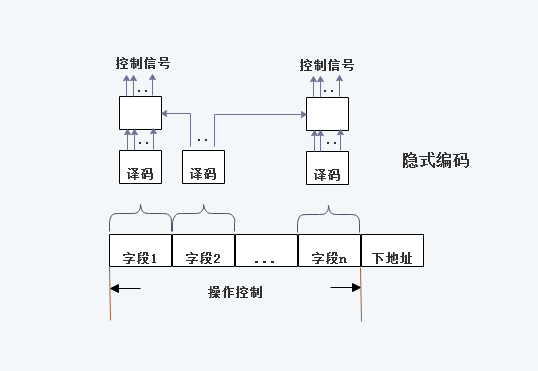 控制信号 控制信号
译码 译码 译码
隐式编码
字段1 字段2 ... 字段n 下地址
操作控制